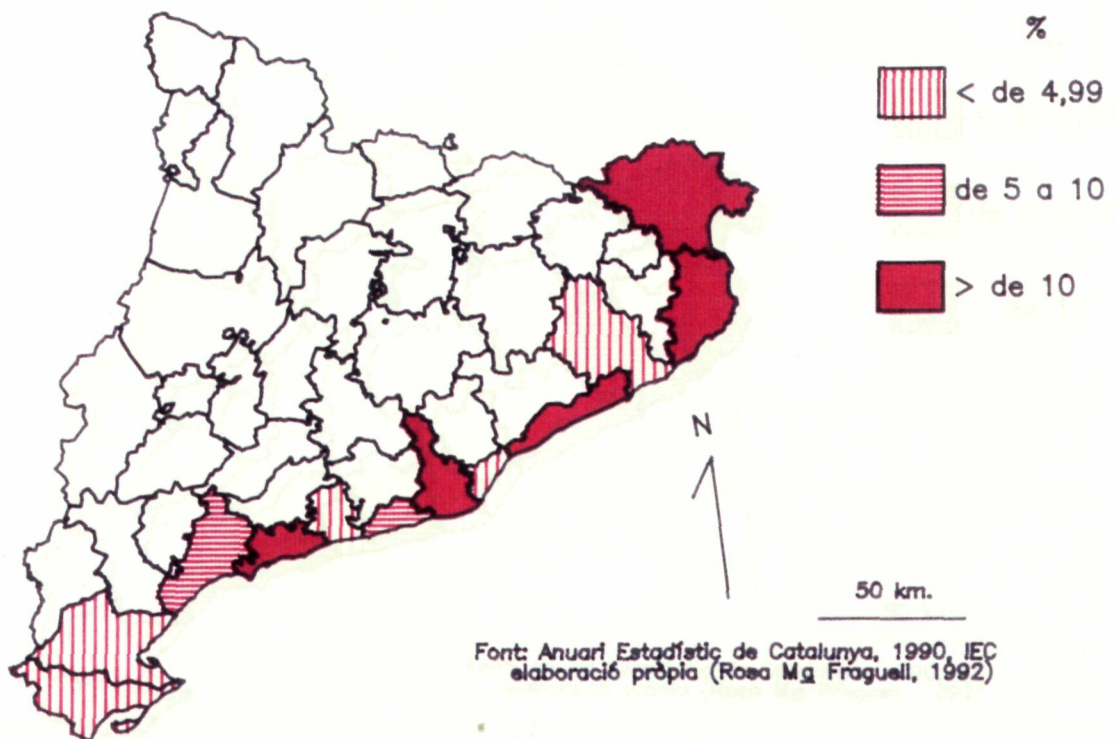 %
< de 4,99
de 5 a 10
> de 10
N
50 km.
Font: Anuari Estadístic de Catalunya, 1990, IEC
elaboració pròpia (Rosa Mª Fraguell, 1992)